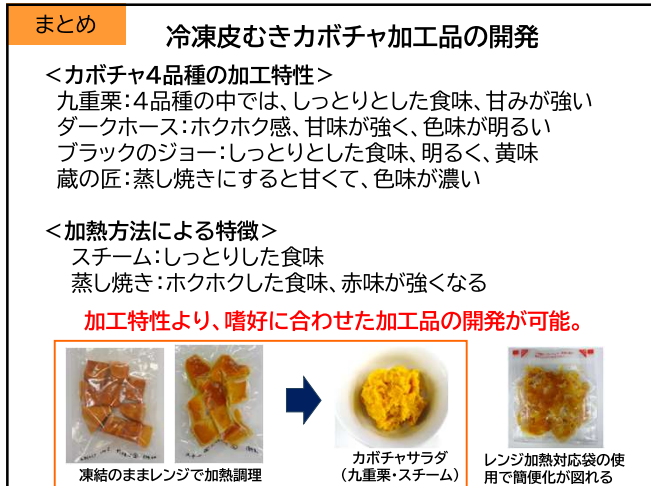 まとめ
冷凍皮むきカボチャ加工品の開発
＜カボチャ4品種の加工特性＞
九重栗：4品種の中では、しっとりとした食味、甘みが強い
ダークホース：ホクホク感、甘味が強く、色味が明るい
ブラックのジョー：しっとりとした食味、明るく、黄味
蔵の匠：蒸し焼きにすると甘くて、色味が濃い
＜加熱方法による特徴＞
スチーム：しっとりした食味
蒸し焼き：ホクホクした食味、赤味が強くなる
加工特性より、嗜好に合わせた加工品の開発が可能。
凍結のままレンジで加熱調理
カボチャサラダ
（九重栗・スチーム）
レンジ加熱対応袋の使
用で簡便化が図れる